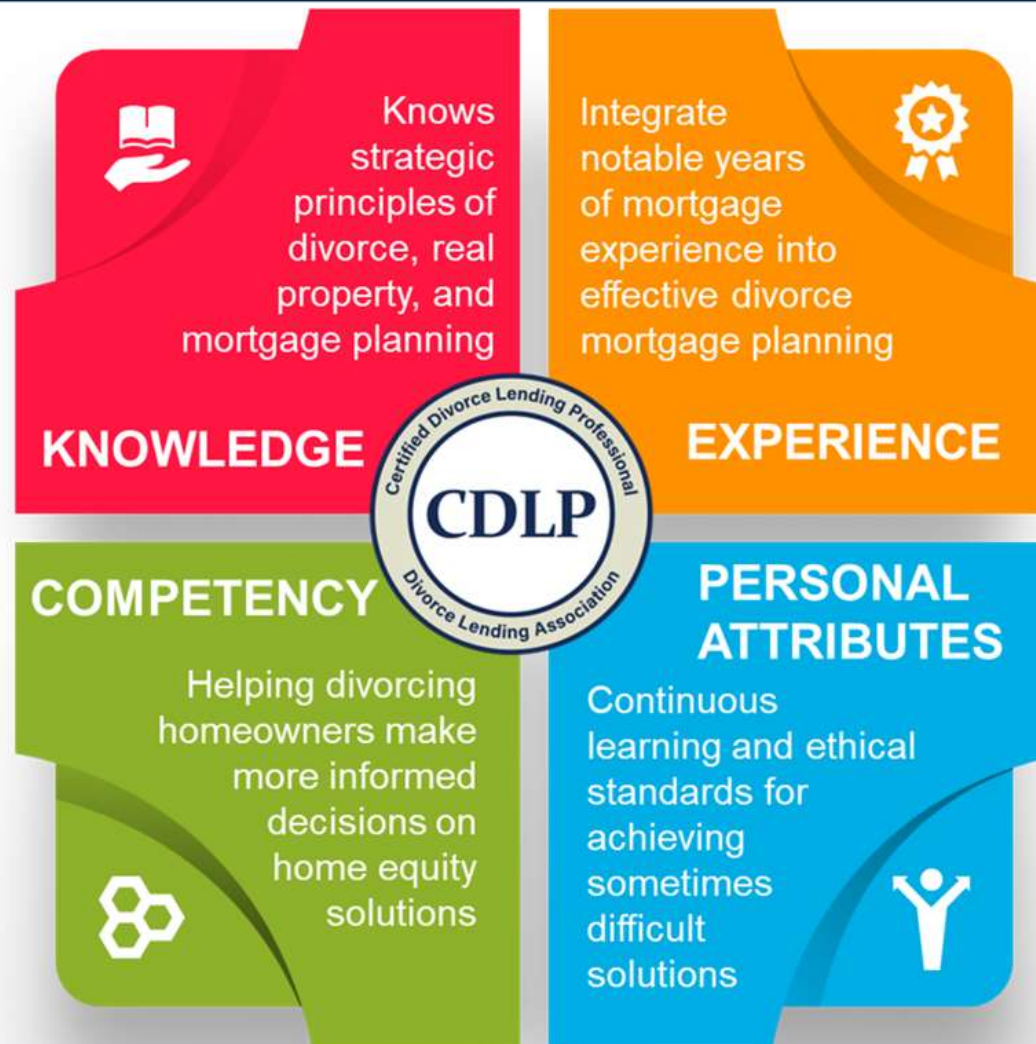 Knows
strategic
principles of
divorce, real
property, and
mortgage planning
KNOWLEDGE
Integrate
notable years
of mortgage
experience into
effective divorce
mortgage planning
EXPERIENCE
Certified Divorce Lending Professional
CDLP
Divorce Lending Association
COMPETENCY
Helping divorcing
homeowners make
more informed
decisions on
home equity
solutions
PERSONAL
ATTRIBUTES
Continuous
learning and ethical
standards for
achieving
sometimes
difficult
solutions